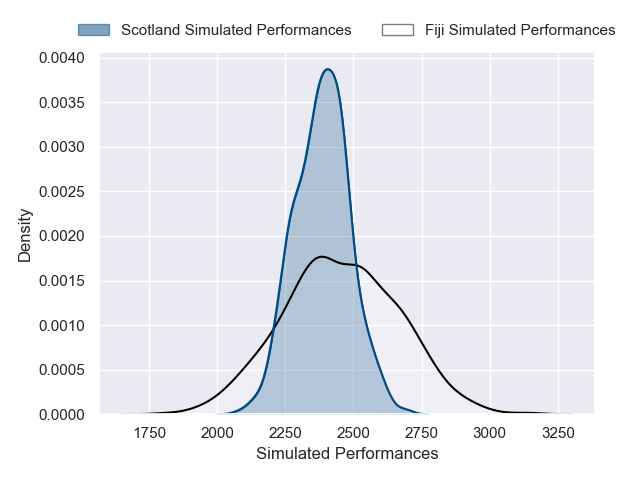 Scotland Simulated Performances
Fiji Simulated Performances
0.0040
0.0035
0.0030
0.0025
0.0020
0.0015
0.0010
0.0005
0.0000
Density
1750 2000 2250 2500 2750 3000 3250
Simulated Performances